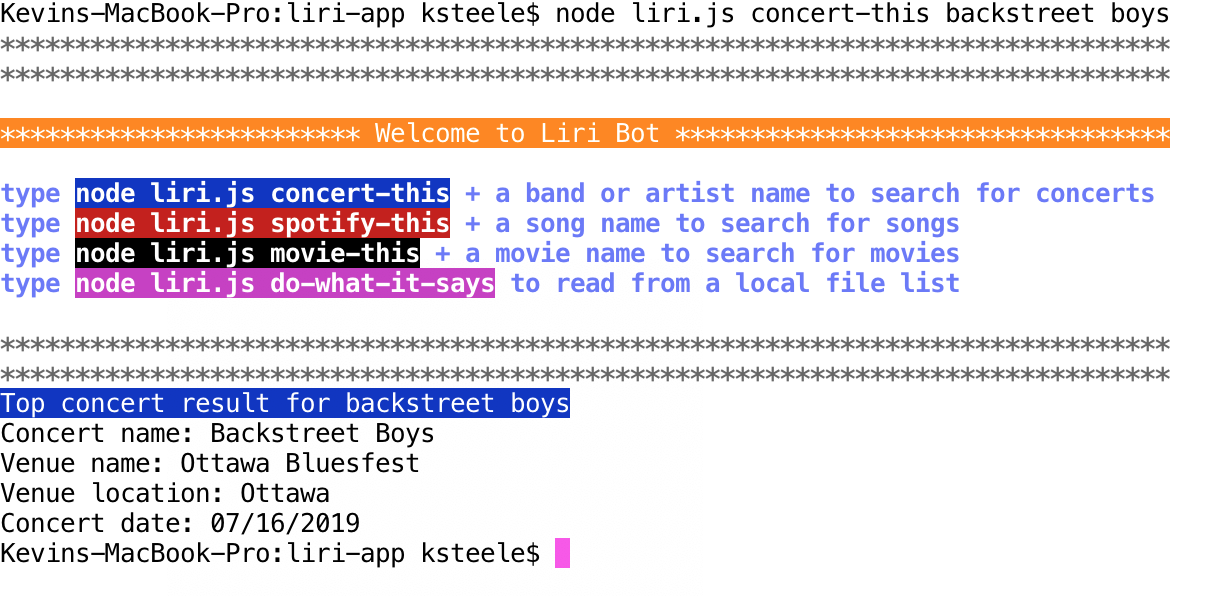 Kevins-MacBook-Pro:liri-app ksteele$ node liri.js concert-this backstreet boys
******************************************************************************
******************************************************************************
************************ Welcome to Liri Bot *********************************
type node liri.js concert-this + a band or artist name to search for concerts
type node liri.js spotify-this + a song name to search for songs
type node liri.js movie-this + a movie name to search for movies
type node liri.js do-what-it-says to read from a local file list
******************************************************************************
******************************************************************************
Top concert result for backstreet boys
Concert name: Backstreet Boys
Venue name: Ottawa Bluesfest
Venue location: Ottawa
Concert date: 07/16/2019
Kevins-MacBook-Pro:liri-app ksteele$